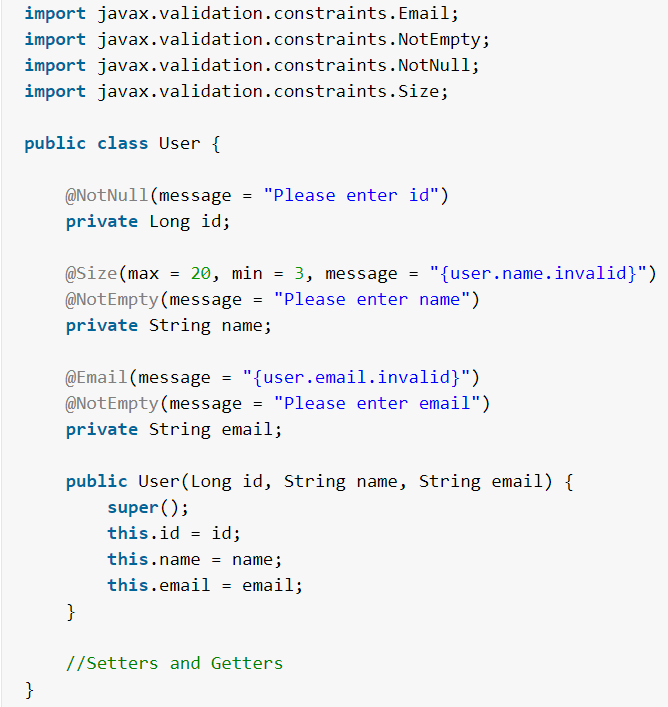 import javax.validation.constraints.Email;
import javax.validation.constraints.NotEmpty;
import javax.validation.constraints.NotNull;
import javax.validation.constraints.Size;

public class User {

    @NotNull(message = "Please enter id")
    private Long id;

    @Size(max = 20, min = 3, message = "{user.name.invalid}")
    @NotEmpty(message = "Please enter name")
    private String name;

    @Email(message = "{user.email.invalid}")
    @NotEmpty(message = "Please enter email")
    private String email;

    public User(Long id, String name, String email) {
        super();
        this.id = id;
        this.name = name;
        this.email = email;
    }

    //Setters and Getters
}